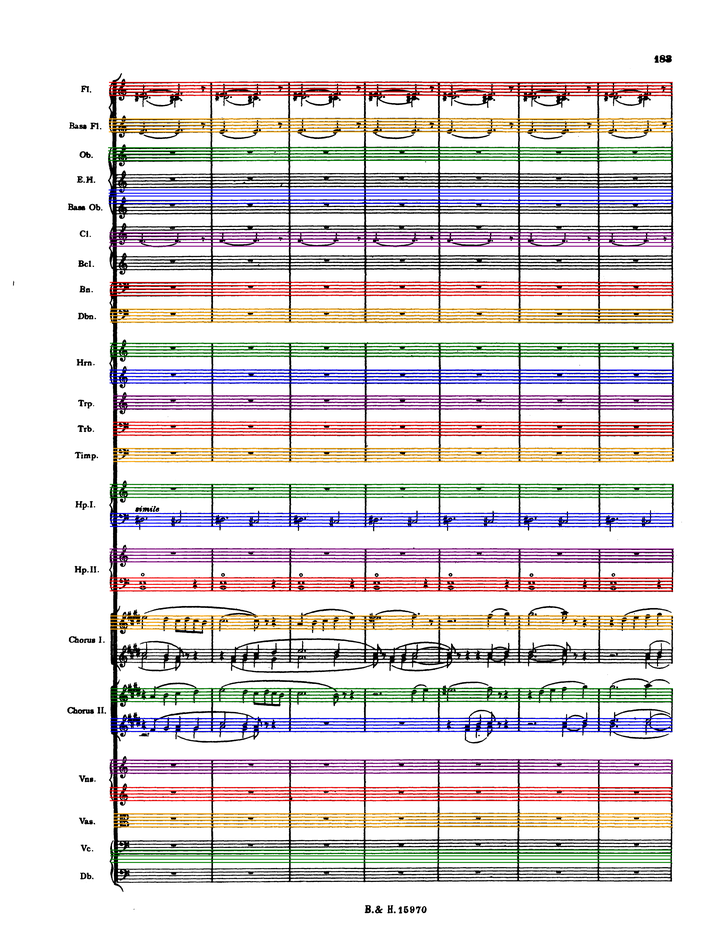 183
Fl.
Bass Fl.
Ob.
E.H.
Bass Ob.
Cl.
Bcl.
Bn.
Dbn.
Hrn.
Trp.
Trb.
Timp.
simile
Hp.I.
Hp.II.
Chorus I.
Chorus II.
Vns.
Vas.
Vc.
Db.
B.& H. 15970